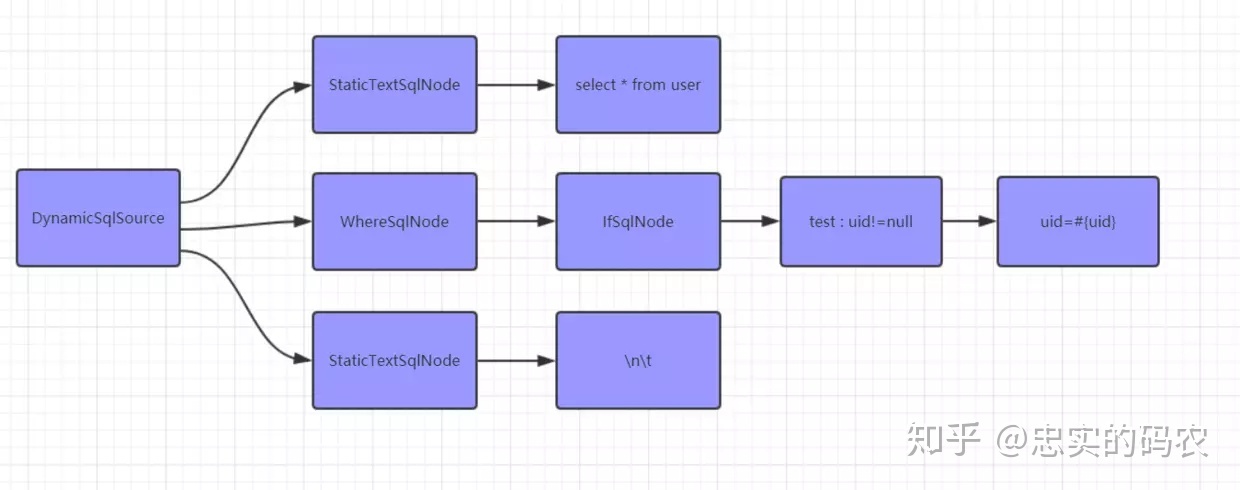 StaticTextSqlNode
select * from user
DynamicSqlSource
WhereSqlNode
IfSqlNode
test : uid!=null
uid=#{uid}
StaticTextSqlNode
\n\t
知乎 @忠实的码农